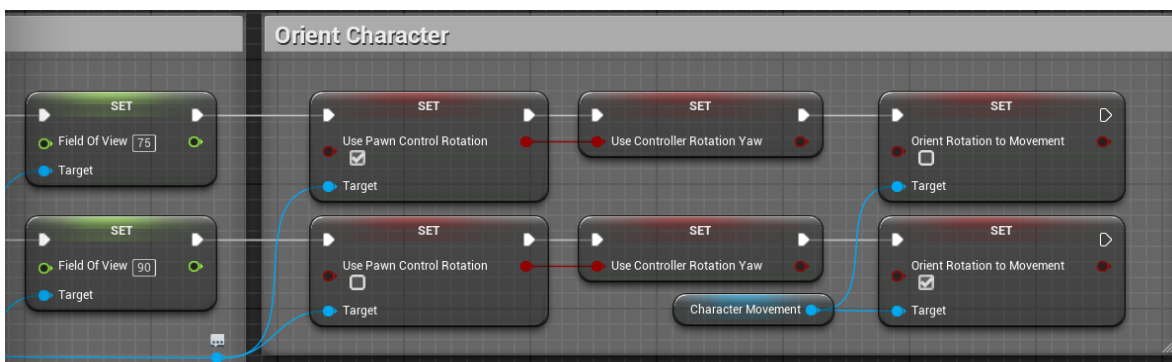 Orient Character
SET
Field Of View 75
Target
SET
Use Pawn Control Rotation
Target
SET
Use Controller Rotation Yaw
SET
Orient Rotation to Movement
Target
SET
Field Of View 90
Target
SET
Use Pawn Control Rotation
Target
SET
Use Controller Rotation Yaw
Character Movement
SET
Orient Rotation to Movement
Target